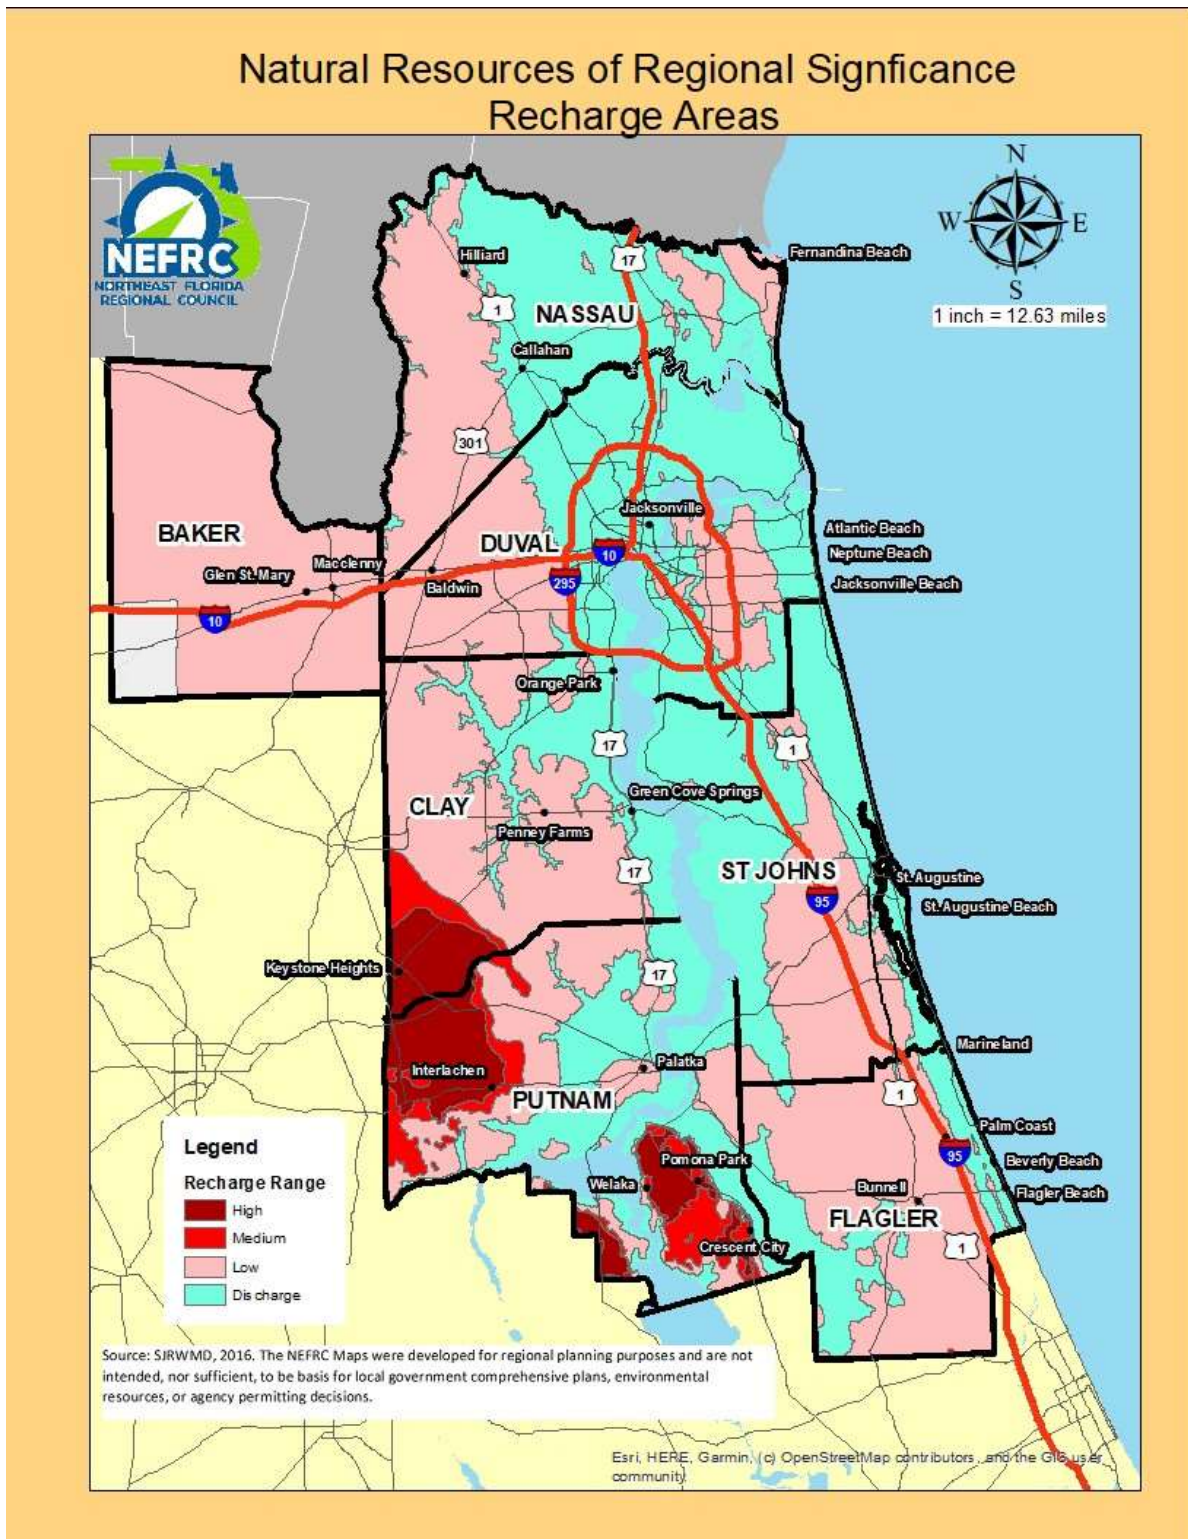 Natural Resources of Regional Signficance
Recharge Areas
NEFRC
NORTHEAST FLORIDA
REGIONAL COUNCIL
N
W
E
S
1 inch = 12.63 miles
Fernandina Beach
Hilliard
17
1
NASSAU
Callahan
301
BAKER
Jacksonville
Atlantic Beach
DUVAL
10
Neptune Beach
Macclenny
Glen St. Mary
295
Baldwin
Jacksonville Beach
10
Orange Park
17
1
Green Cove Springs
CLAY
Penney Farms
17
ST JOHNS
St. Augustine
95
St. Augustine Beach
Keystone Heights
17
Marineland
Palatka
Interlachen
PUTNAM
1
Palm Coast
95
Pomona Park
Beverly Beach
Welaka
Bunnell
Flagler Beach
FLAGLER
Crescent City
1
Legend
Recharge Range
High
Medium
Low
Discharge
Source: SJRWMD, 2016. The NEFRC Maps were developed for regional planning purposes and are not
intended, nor sufficient, to be basis for local government comprehensive plans, environmental
resources, or agency permitting decisions.
Esri, HERE, Garmin, (c) OpenStreetMap contributors, and the GIS user
community